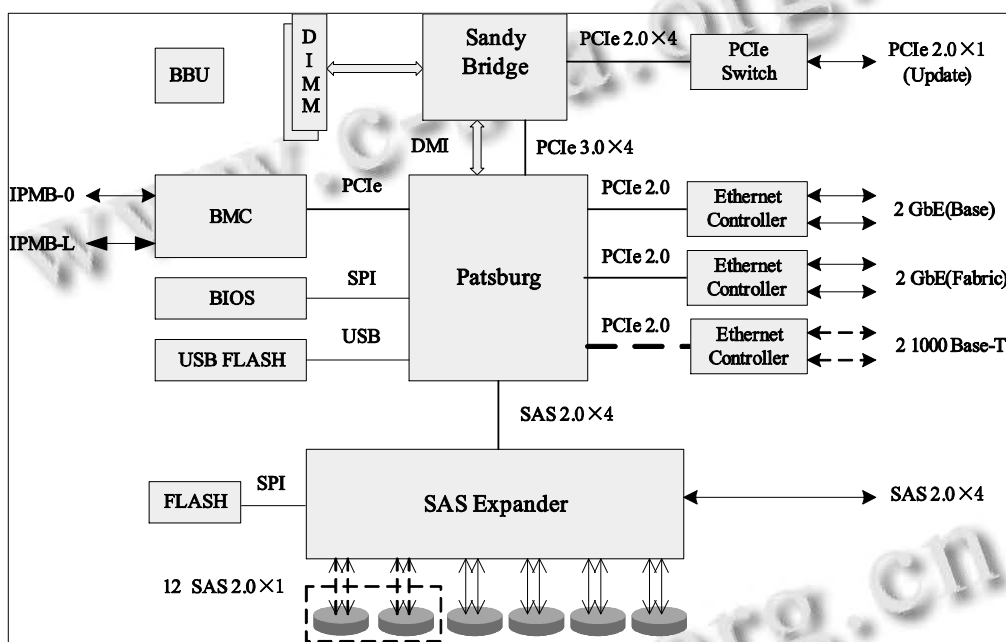 BBU
DIMM
Sandy
Bridge
PCIe 2.0×4
PCIe
Switch
PCIe 2.0×1
(Update)
DMI
PCIe 3.0×4
IPMB-0
IPMB-L
BMC
PCIe
Patsburg
PCIe 2.0
Ethernet
Controller
2 GbE(Base)
BIOS
SPI
PCIe 2.0
Ethernet
Controller
2 GbE(Fabric)
USB FLASH
USB
PCIe 2.0
Ethernet
Controller
2 1000 Base-T
SAS 2.0×4
FLASH
SPI
SAS Expander
SAS 2.0×4
12 SAS 2.0×1